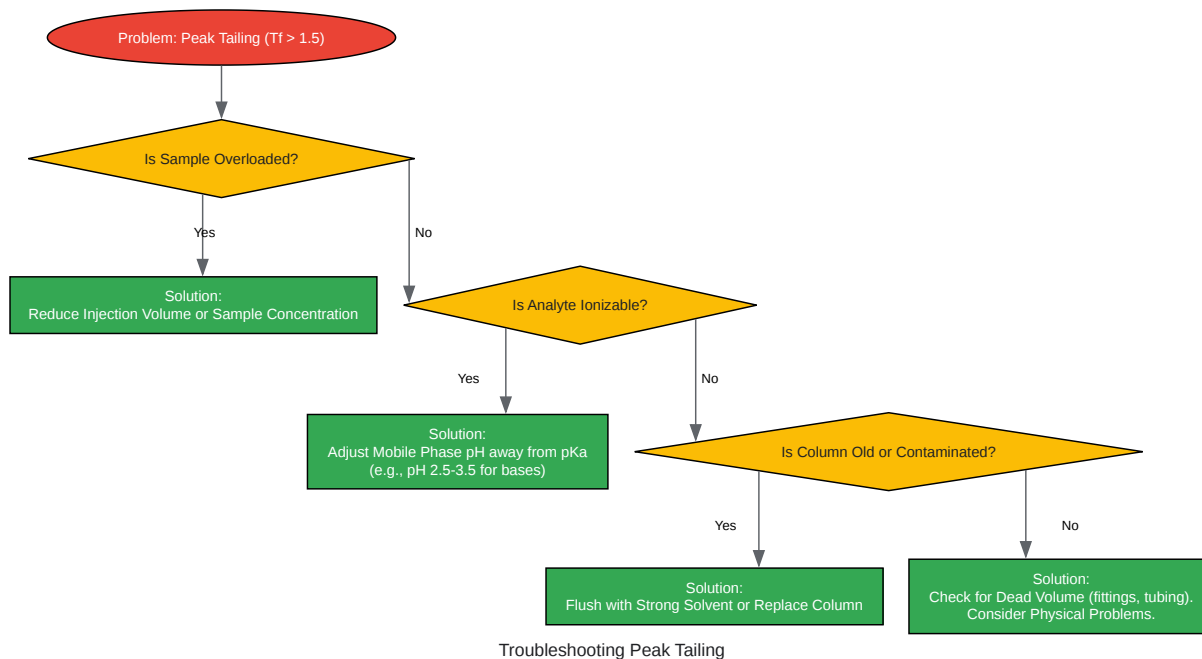 Problem: Peak Tailing (Tf > 1.5)
Is Sample Overloaded?
Yes
No
Solution:
Reduce Injection Volume or Sample Concentration
Is Analyte Ionizable?
Yes
No
Solution:
Adjust Mobile Phase pH away from pKa
(e.g., pH 2.5-3.5 for bases)
Is Column Old or Contaminated?
Yes
No
Solution:
Flush with Strong Solvent or Replace Column
Solution:
Check for Dead Volume (fittings, tubing).
Consider Physical Problems.
Troubleshooting Peak Tailing